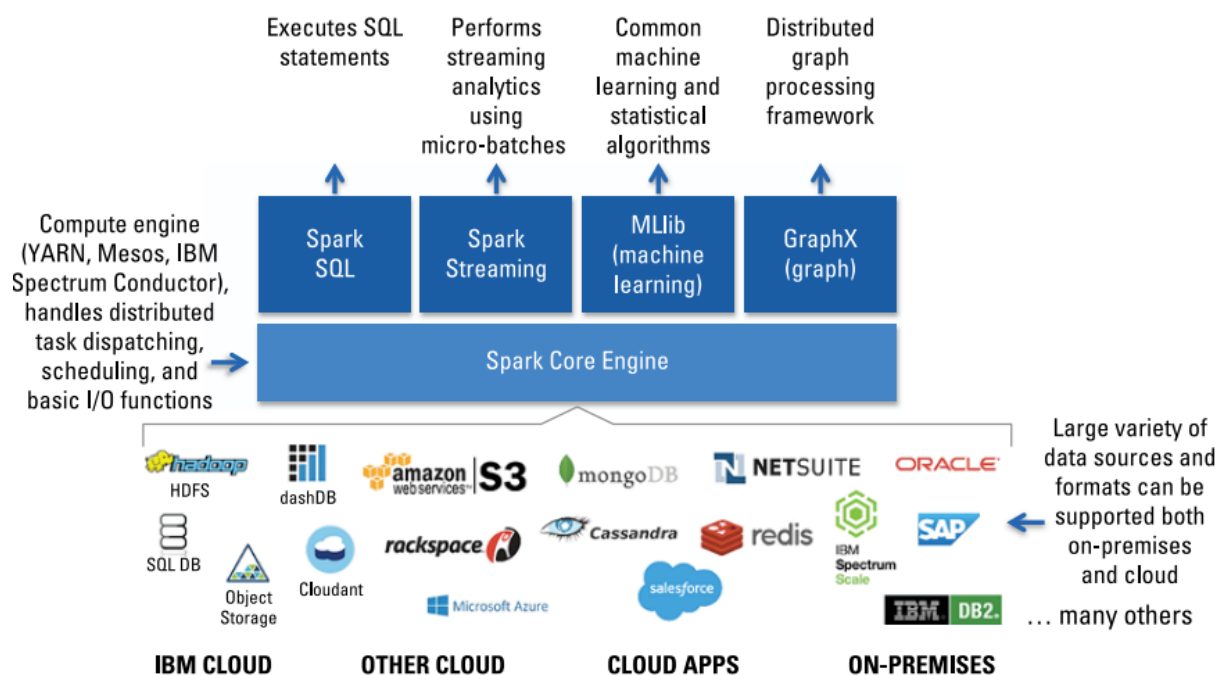 Executes SQL
statements
Performs
streaming
analytics
using
micro-batches
Common
machine
learning and
statistical
algorithms
Distributed
graph
processing
framework
Compute engine
(YARN, Mesos, IBM
Spectrum Conductor),
handles distributed
task dispatching,
scheduling, and
basic I/O functions
Spark
SQL
Spark
Streaming
MLlib
(machine
learning)
GraphX
(graph)
Spark Core Engine
hadoop
HDFS
dashDB
amazon
web services™
S3
mongoDB
N NETSUITE
ORACLE®
SQL DB
Object
Storage
Cloudant
rackspace
Microsoft Azure
Cassandra
redis
salesforce
IBM
Spectrum
Scale
SAP
IBM. DB2.
Large variety of
data sources and
formats can be
supported both
on-premises
and cloud
... many others
IBM CLOUD
OTHER CLOUD
CLOUD APPS
ON-PREMISES